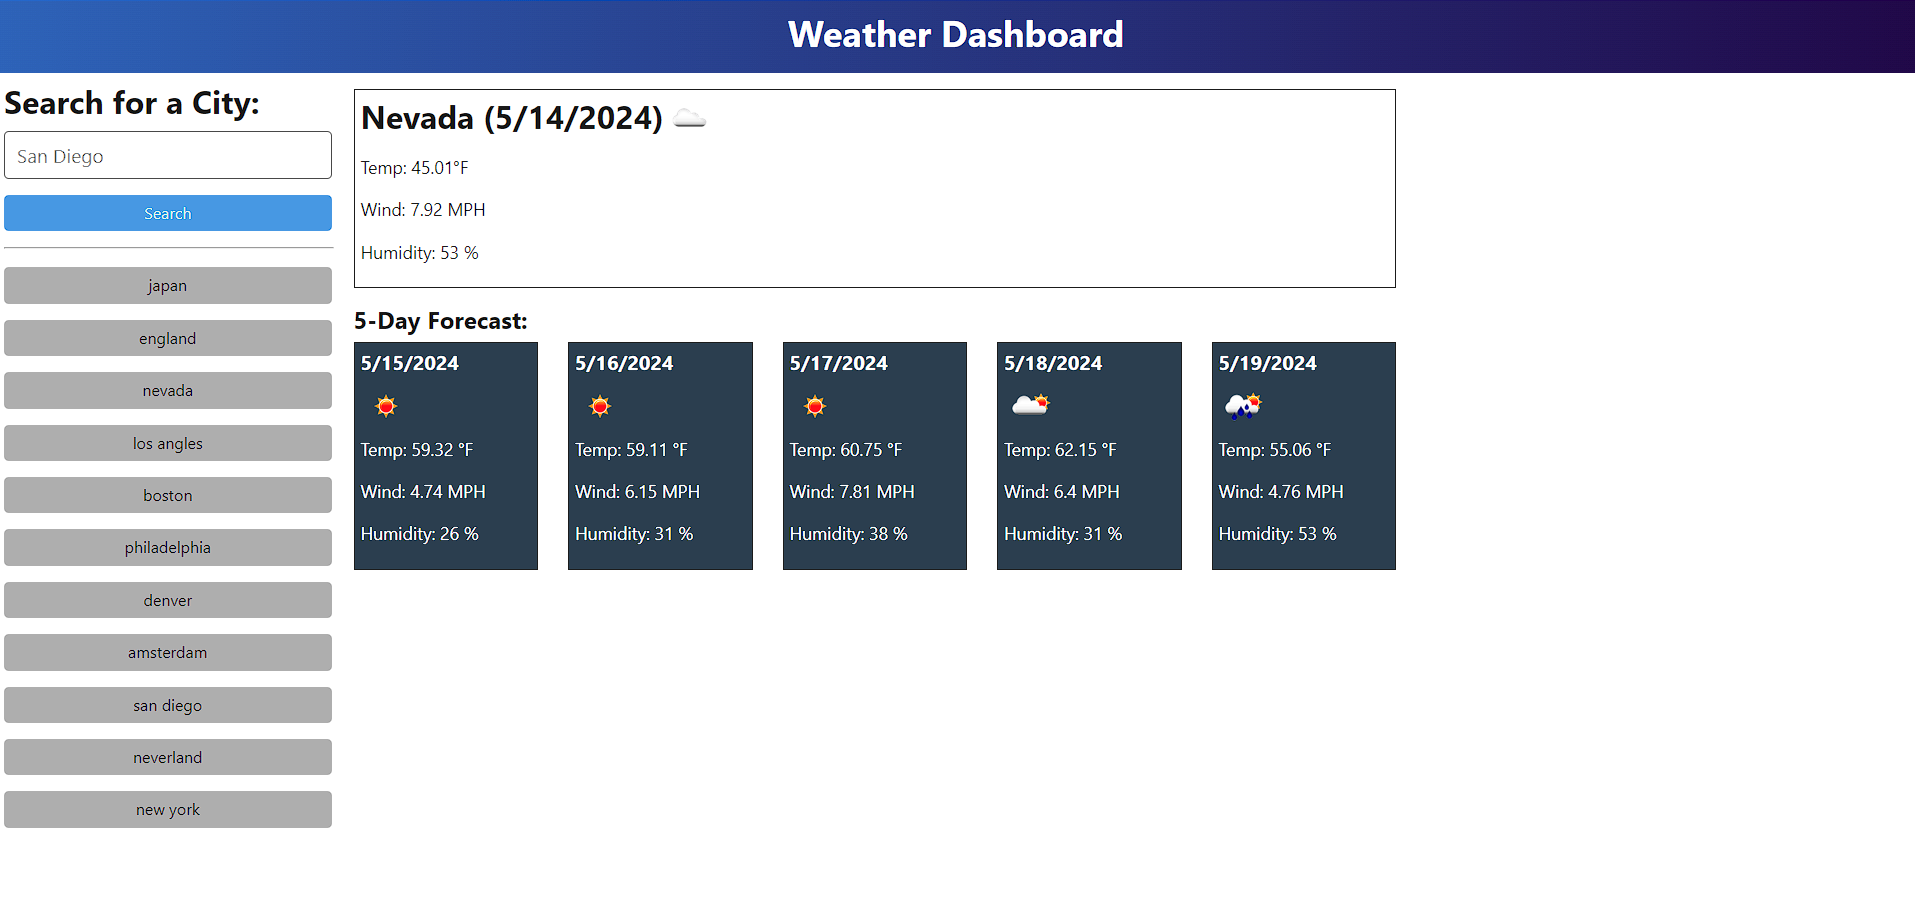 Weather Dashboard
Search for a City:
San Diego
Search
japan
england
nevada
los angles
boston
philadelphia
denver
amsterdam
san diego
neverland
new york
Nevada (5/14/2024)
Temp: 45.01°F
Wind: 7.92 MPH
Humidity: 53 %
5-Day Forecast:
5/15/2024
Temp: 59.32 °F
Wind: 4.74 MPH
Humidity: 26 %
5/16/2024
Temp: 59.11 °F
Wind: 6.15 MPH
Humidity: 31 %
5/17/2024
Temp: 60.75 °F
Wind: 7.81 MPH
Humidity: 38 %
5/18/2024
Temp: 62.15 °F
Wind: 6.4 MPH
Humidity: 31 %
5/19/2024
Temp: 55.06 °F
Wind: 4.76 MPH
Humidity: 53 %